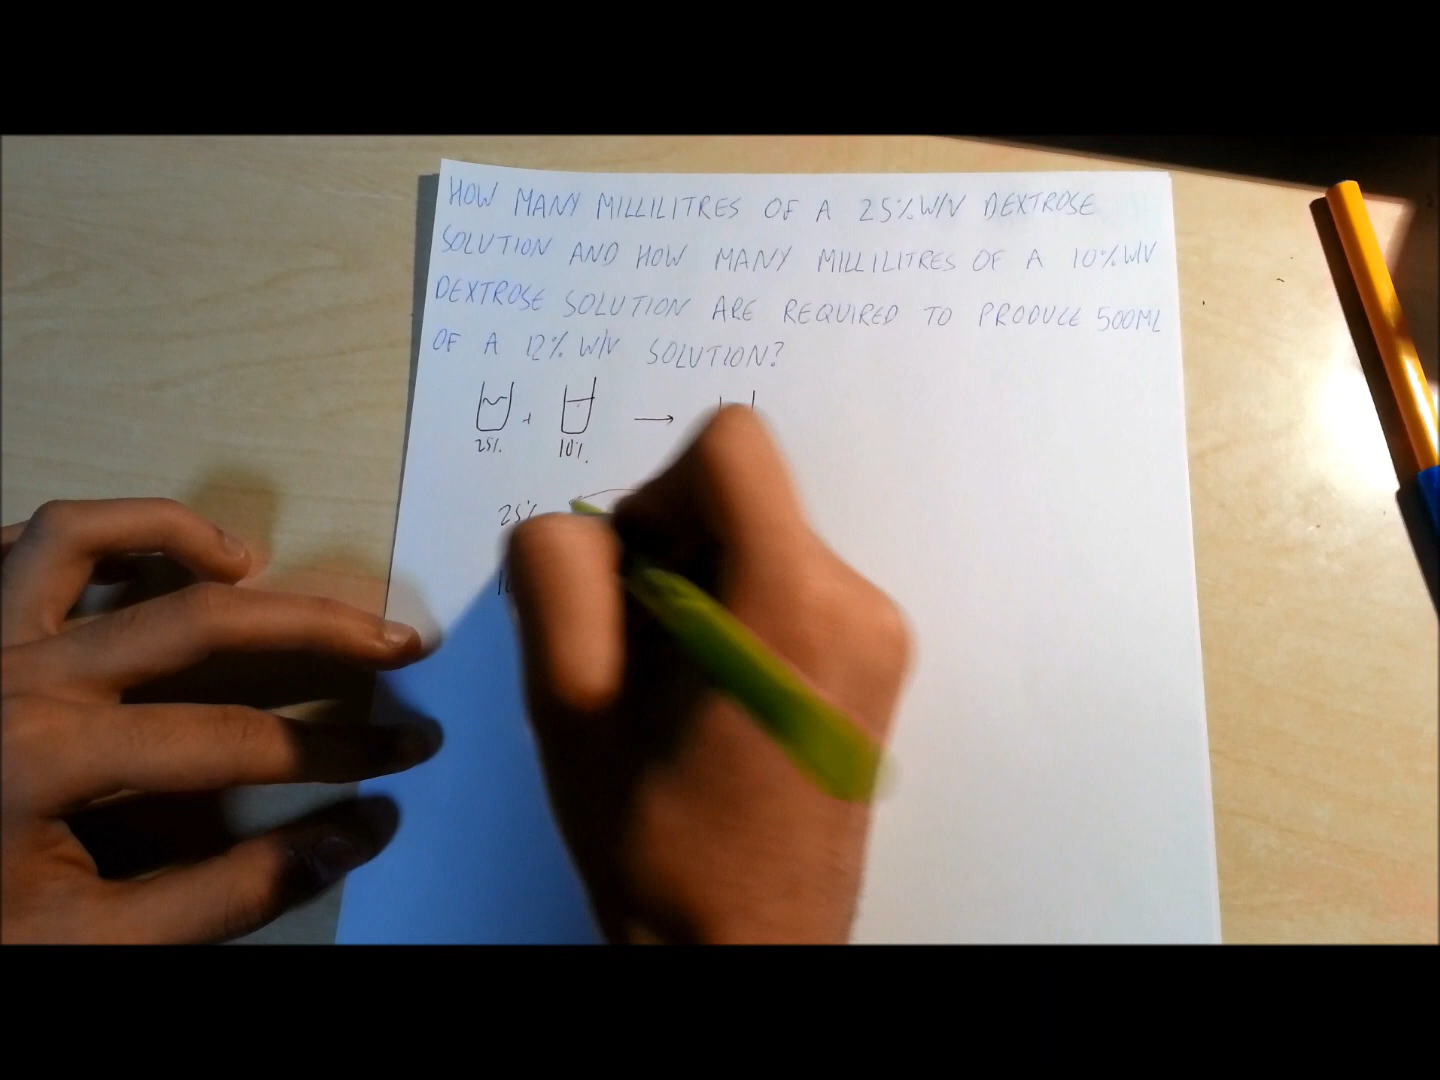 HOW MANY MILLILITRES OF A 25% W/V DEXTROSE
SOLUTION AND HOW MANY MILLILITRES OF A 10% W/V
DEXTROSE SOLUTION ARE REQUIRED TO PRODUCE 500ML
OF A 12% W/V SOLUTION?
+
25% 10%
25%